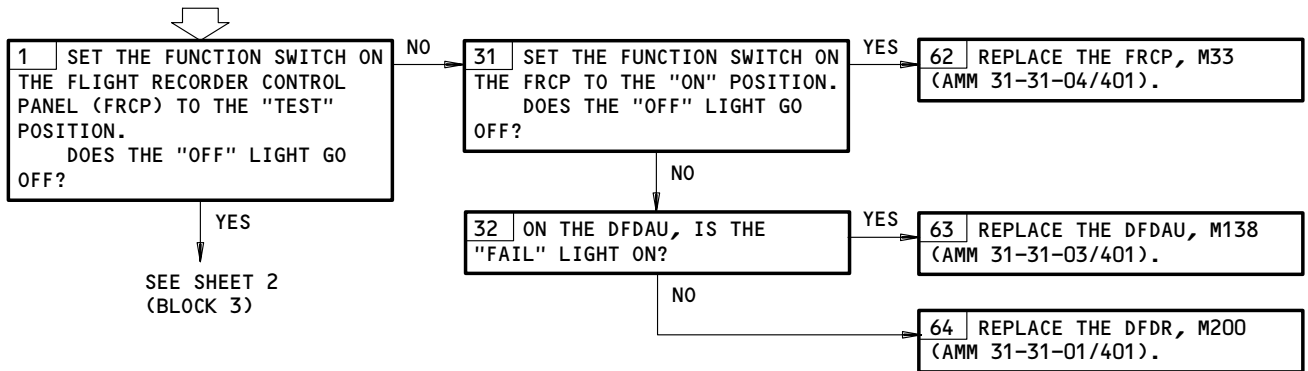 1 SET THE FUNCTION SWITCH ON
THE FLIGHT RECORDER CONTROL
PANEL (FRCP) TO THE "TEST"
POSITION.
DOES THE "OFF" LIGHT GO
OFF?
NO
YES
SEE SHEET 2
(BLOCK 3)
31 SET THE FUNCTION SWITCH ON
THE FRCP TO THE "ON" POSITION.
DOES THE "OFF" LIGHT GO
OFF?
YES
NO
62 REPLACE THE FRCP, M33
(AMM 31-31-04/401).
32 ON THE DFDAU, IS THE
"FAIL" LIGHT ON?
YES
NO
63 REPLACE THE DFDAU, M138
(AMM 31-31-03/401).
64 REPLACE THE DFDR, M200
(AMM 31-31-01/401).